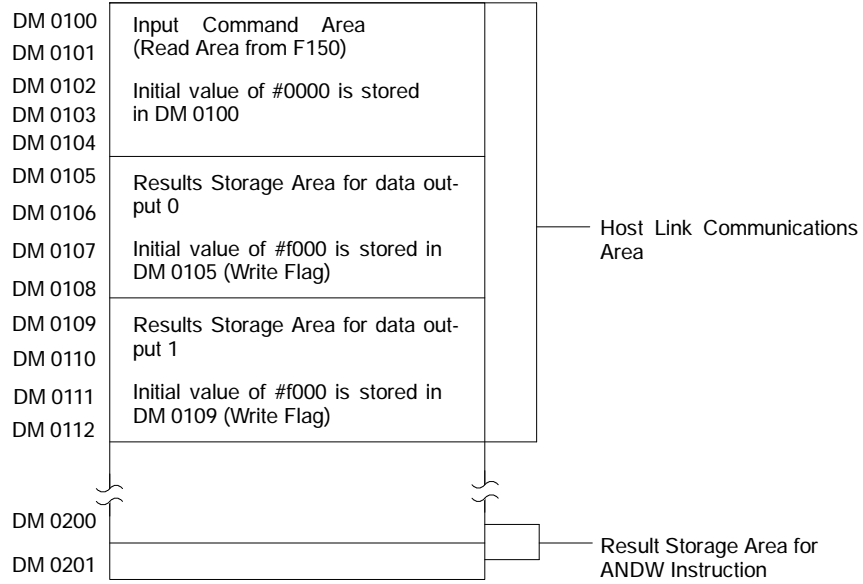 DM 0100
DM 0101
DM 0102
DM 0103
DM 0104
Input Command Area
(Read Area from F150)
Initial value of #0000 is stored
in DM 0100
DM 0105
DM 0106
DM 0107
DM 0108
Results Storage Area for data out-
put 0
Initial value of #f000 is stored in
DM 0105 (Write Flag)
DM 0109
DM 0110
DM 0111
DM 0112
Results Storage Area for data out-
put 1
Initial value of #f000 is stored in
DM 0109 (Write Flag)
Host Link Communications
Area
DM 0200
DM 0201
Result Storage Area for
ANDW Instruction